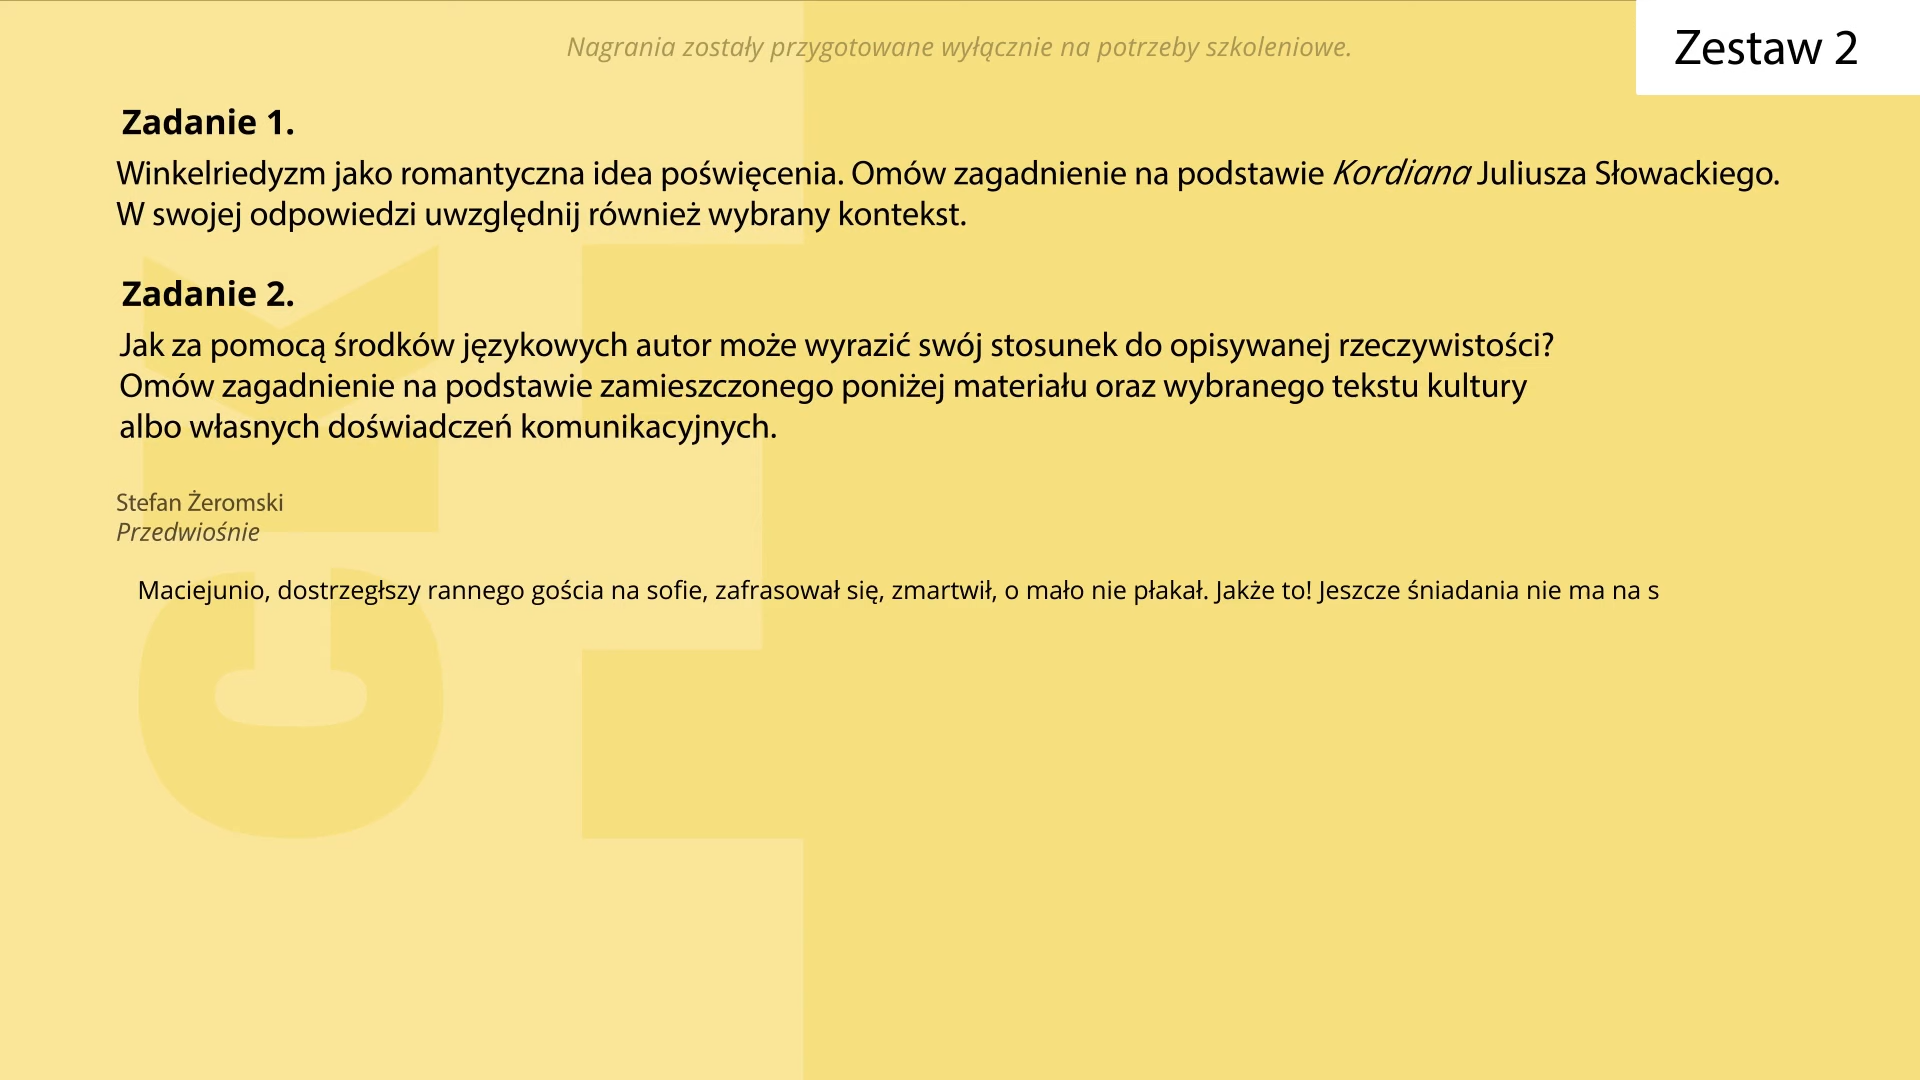 Nagrania zostały przygotowane wyłącznie na potrzeby szkoleniowe.
Zestaw 2
Zadanie 1.
Winkelriedyzm jako romantyczna idea poświęcenia. Omów zagadnienie na podstawie Kordiana Juliusza Słowackiego.
W swojej odpowiedzi uwzględnij również wybrany kontekst.
Zadanie 2.
Jak za pomocą środków językowych autor może wyrazić swój stosunek do opisywanej rzeczywistości?
Omów zagadnienie na podstawie zamieszczonego poniżej materiału oraz wybranego tekstu kultury
albo własnych doświadczeń komunikacyjnych.
Stefan Żeromski
Przedwiośnie
Maciejunio, dostrzegłszy rannego gościa na sofie, zafrasował się, zmartwił, o mało nie płakał. Jakże to! Jeszcze śniadania nie ma na s